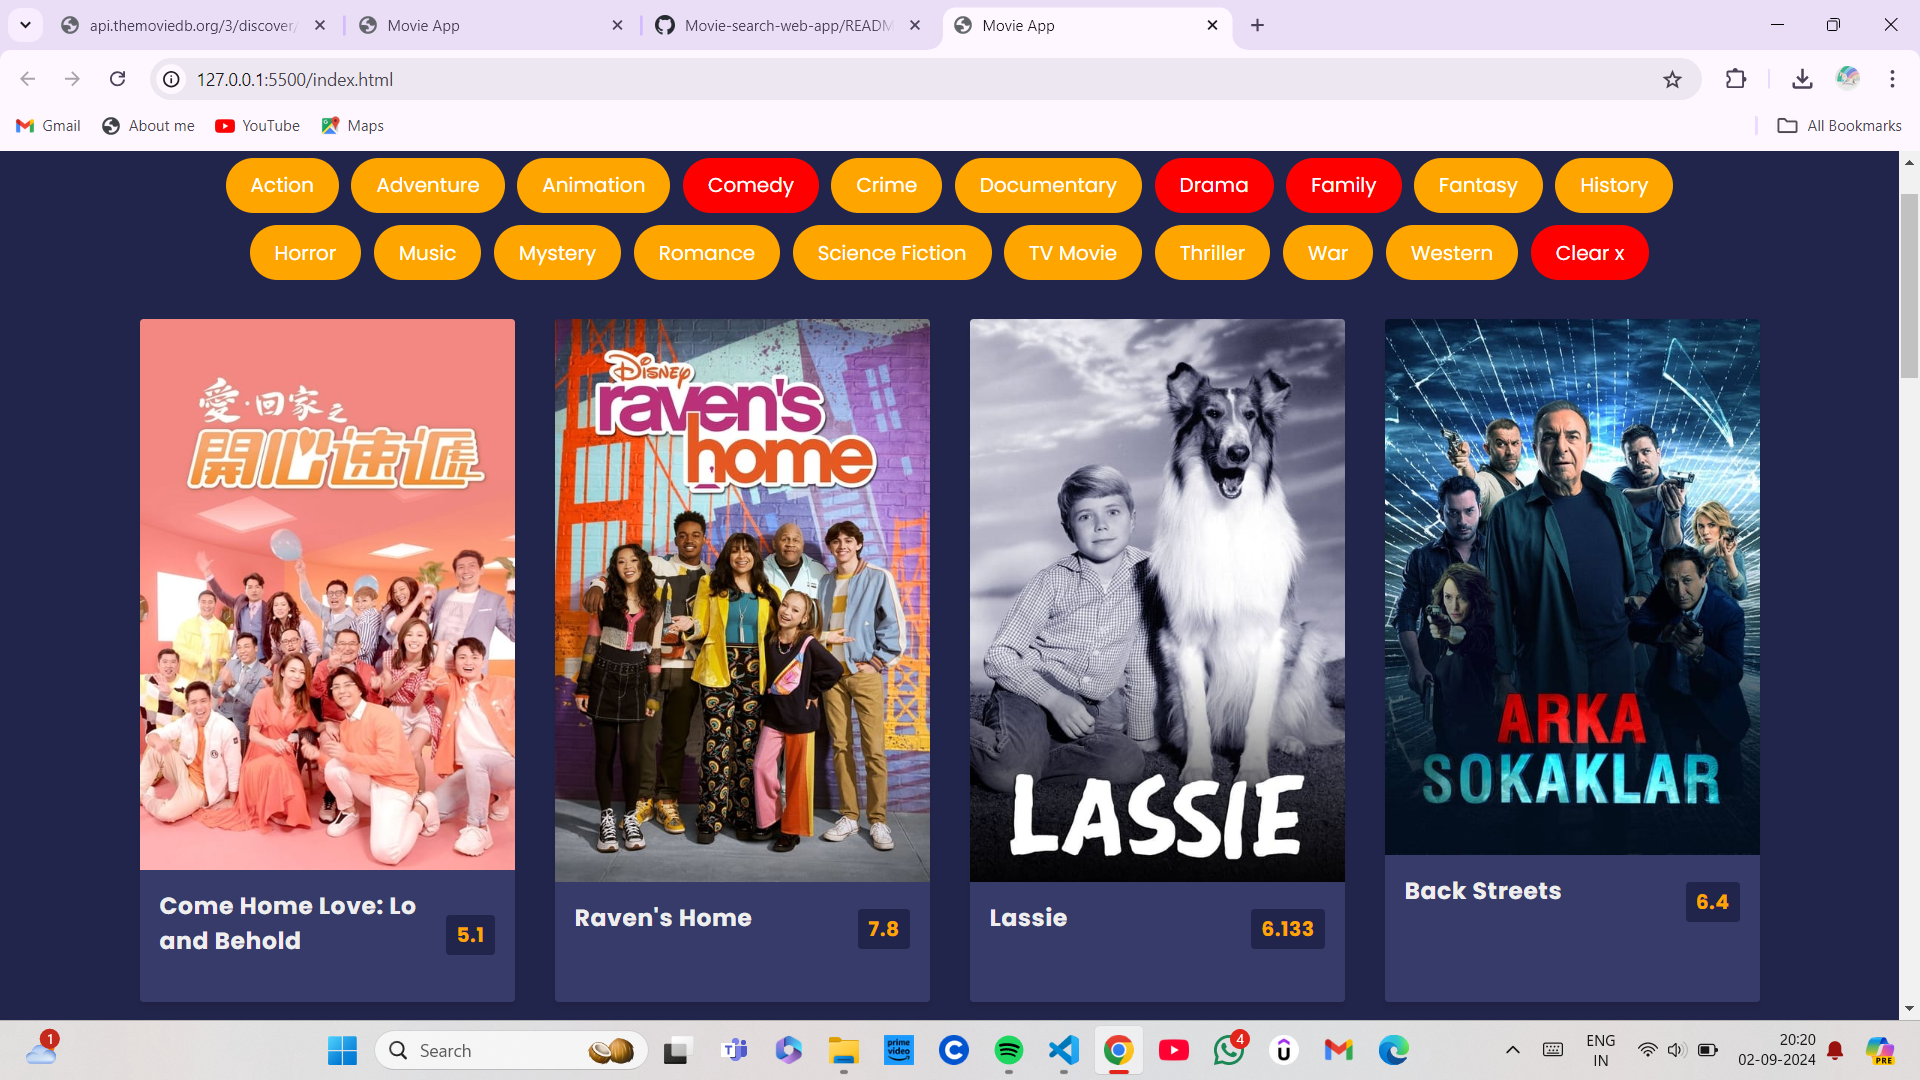 api.themoviedb.org/3/discover/
Movie App
Movie-search-web-app/READM
Movie App
127.0.0.1:5500/index.html
Gmail
About me
YouTube
Maps
All Bookmarks
Action
Adventure
Animation
Comedy
Crime
Documentary
Drama
Family
Fantasy
History
Horror
Music
Mystery
Romance
Science Fiction
TV Movie
Thriller
War
Western
Clear x
愛·回家之
開心速遞
Disney
raven's
home
LASSIE
ARKA
SOKAKLAR
Come Home Love: Lo
and Behold
5.1
Raven's Home
7.8
Lassie
6.133
Back Streets
6.4
1
Search
prime
video
4
ENG
IN
20:20
02-09-2024
PRE